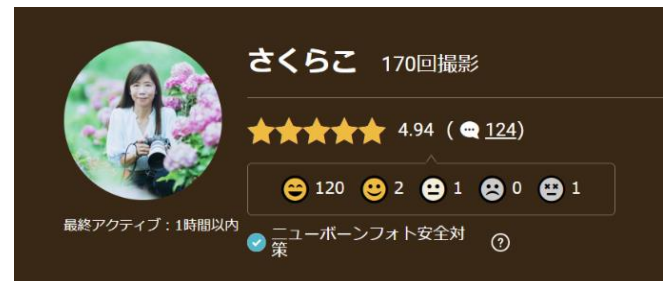 さくらこ 170回撮影
4.94 ( 124)
120 2 1 0 1
最終アクティブ：1時間以内
ニューボーンフォト安全対
策 ?